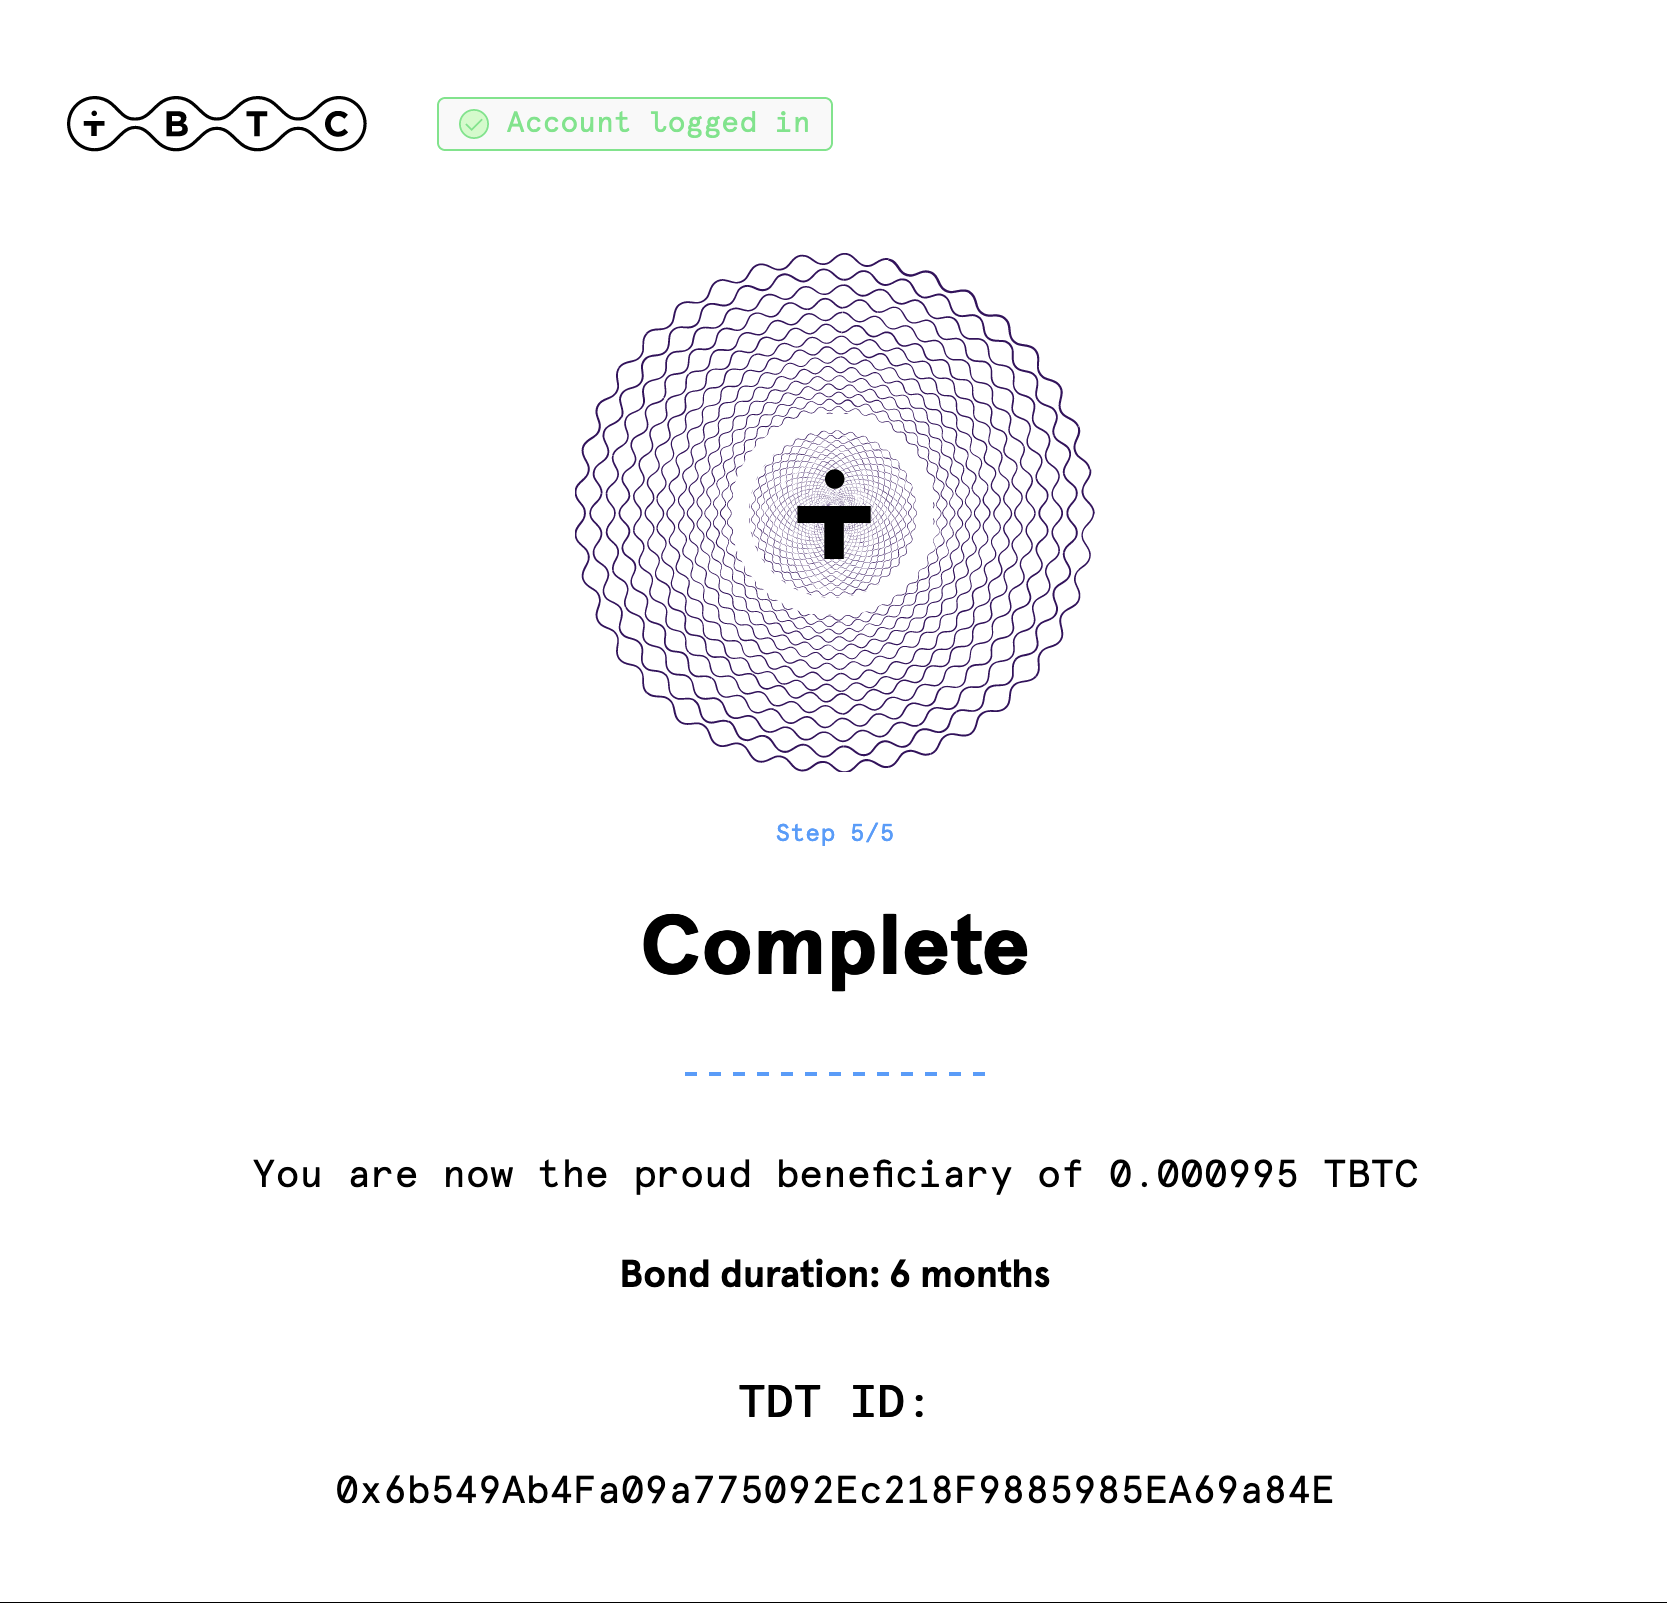 T B T C
Account logged in
T
Step 5/5
Complete
You are now the proud beneficiary of 0.000995 TBTC
Bond duration: 6 months
TDT ID:
0x6b549Ab4Fa09a775092Ec218F9885985EA69a84E